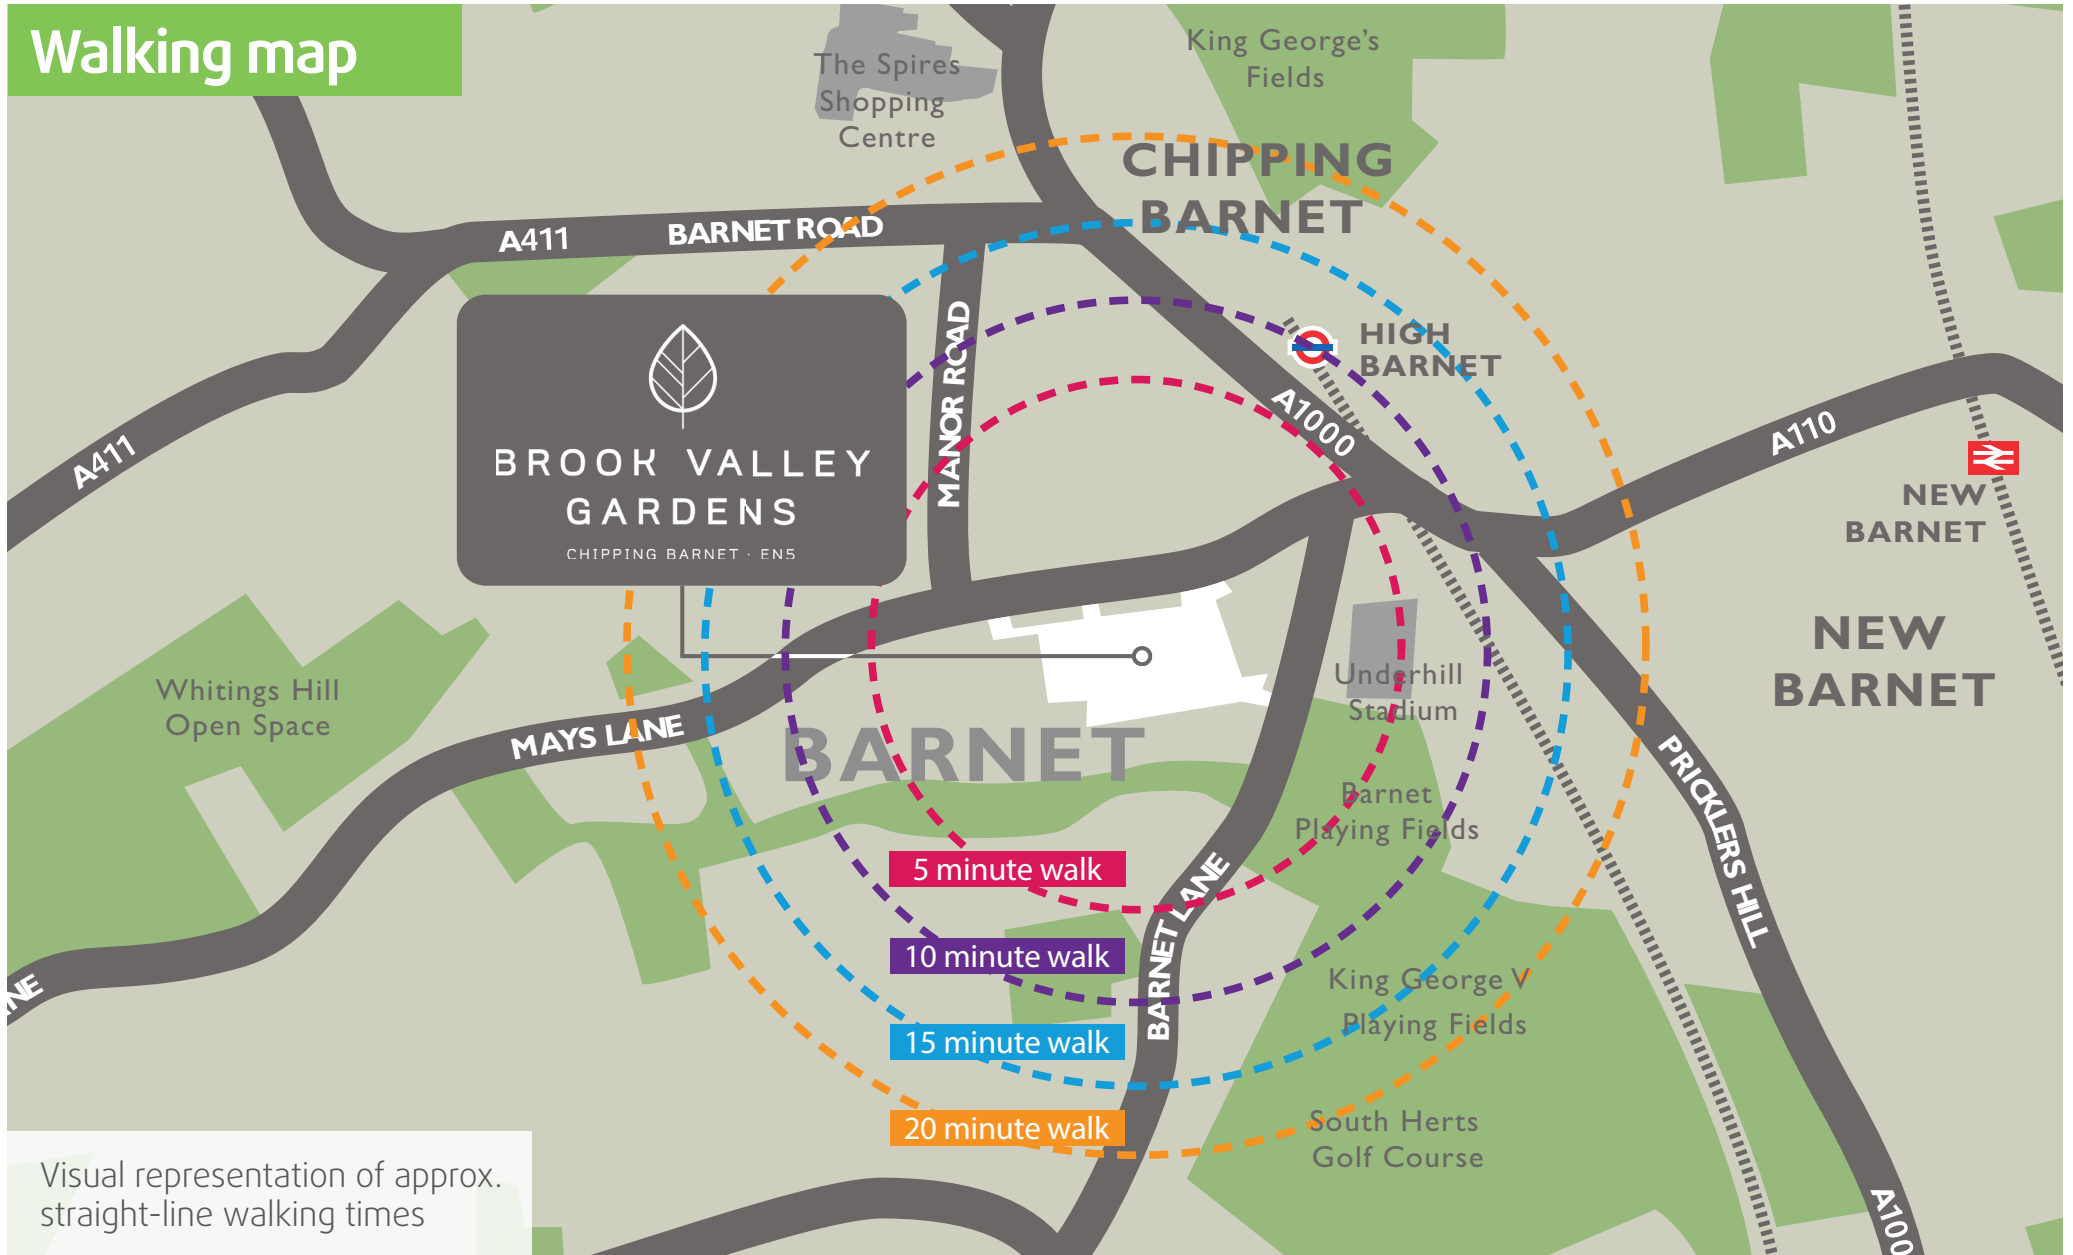 Walking map
The Spires
Shopping
Centre
King George's
Fields
CHIPPING
BARNET
A411
BARNET ROAD
MANOR ROAD
HIGH
BARNET
A1000
A110
A411
BROOK VALLEY
GARDENS
CHIPPING BARNET · EN5
NEW
BARNET
NEW
BARNET
Whitings Hill
Open Space
MAYS LANE
BARNET
Underhill
Stadium
Barnet
Playing Fields
PRICKLERS HILL
5 minute walk
BARNET LANE
10 minute walk
King George V
Playing Fields
15 minute walk
20 minute walk
South Herts
Golf Course
NE
A100
Visual representation of approx.
straight-line walking times